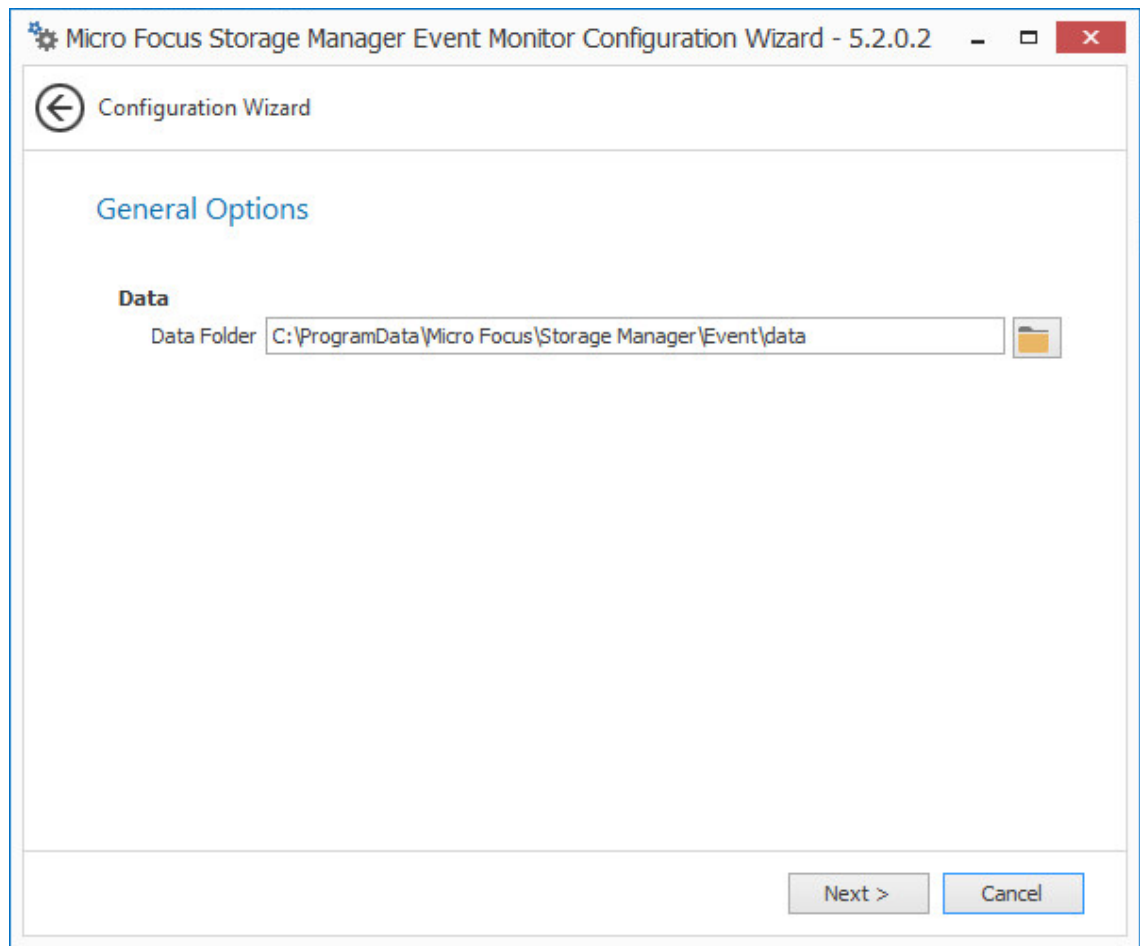 Micro Focus Storage Manager Event Monitor Configuration Wizard - 5.2.0.2
Configuration Wizard
General Options
Data
Data Folder C:\ProgramData\Micro Focus\Storage Manager\Event\data
Next > Cancel